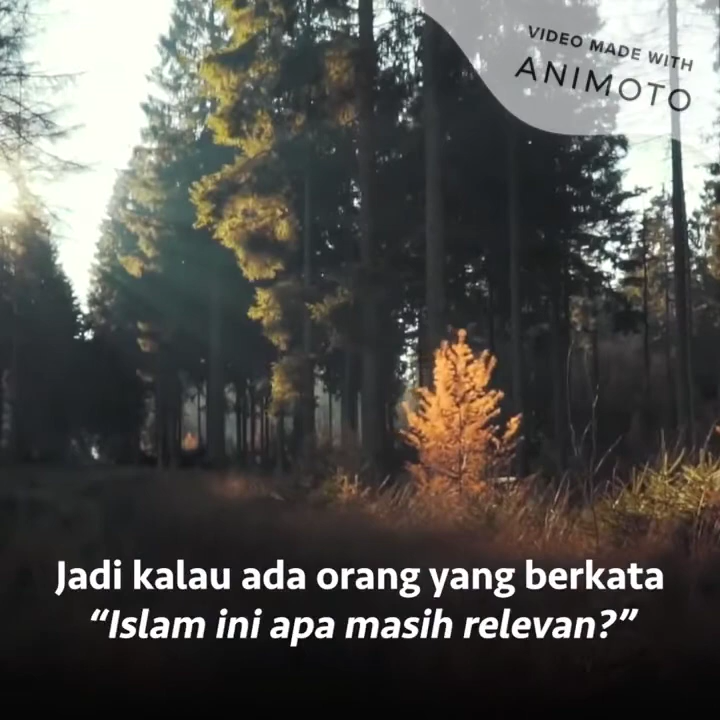 VIDEO MADE WITH
ANIMOTO
Jadi kalau ada orang yang berkata
“Islam ini apa masih relevan?”